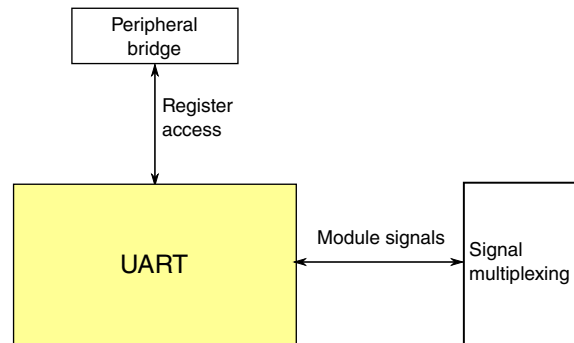 Peripheral
bridge
Register
access
UART
Module signals
Signal
multiplexing